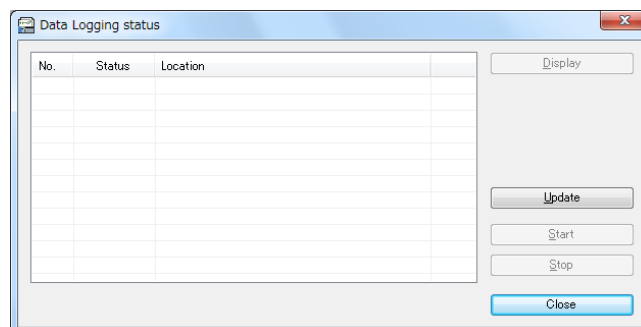 Data Logging status
No. Status Location
Display
Update
Start
Stop
Close